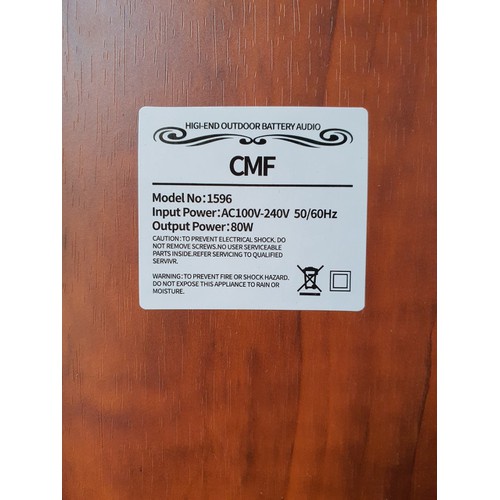 HIGI-END OUTDOOR BATTERY AUDIO
CMF
Model No:1596
Input Power:AC100V-240V 50/60Hz
Output Power:80W
CAUTION: TO PREVENT ELECTRICAL SHOCK. DO
NOT REMOVE SCREWS.NO USER SERVICEABLE
PARTS INSIDE.REFER SERVICING TO QUALIFIED
SERVIVR.
WARNING: TO PREVENT FIRE OR SHOCK HAZARD.
DO NOT EXPOSE THIS APPLIANCE TO RAIN OR
MOISTURE.